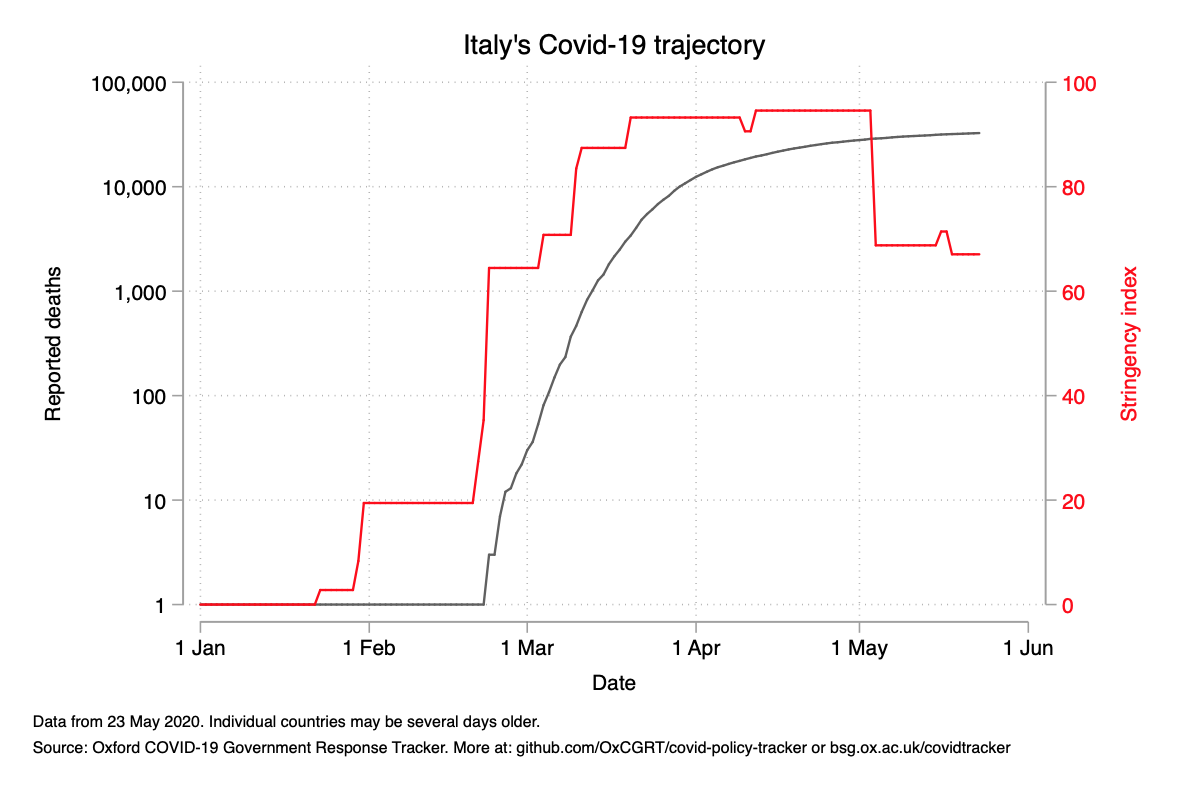 Italy's Covid-19 trajectory
100,000
10,000
1,000
100
10
1
Reported deaths
100
80
60
40
20
0
Stringency index
1 Jan 1 Feb 1 Mar 1 Apr 1 May 1 Jun
Date
Data from 23 May 2020. Individual countries may be several days older.
Source: Oxford COVID-19 Government Response Tracker. More at: github.com/OxCGRT/covid-policy-tracker or bsg.ox.ac.uk/covidtracker